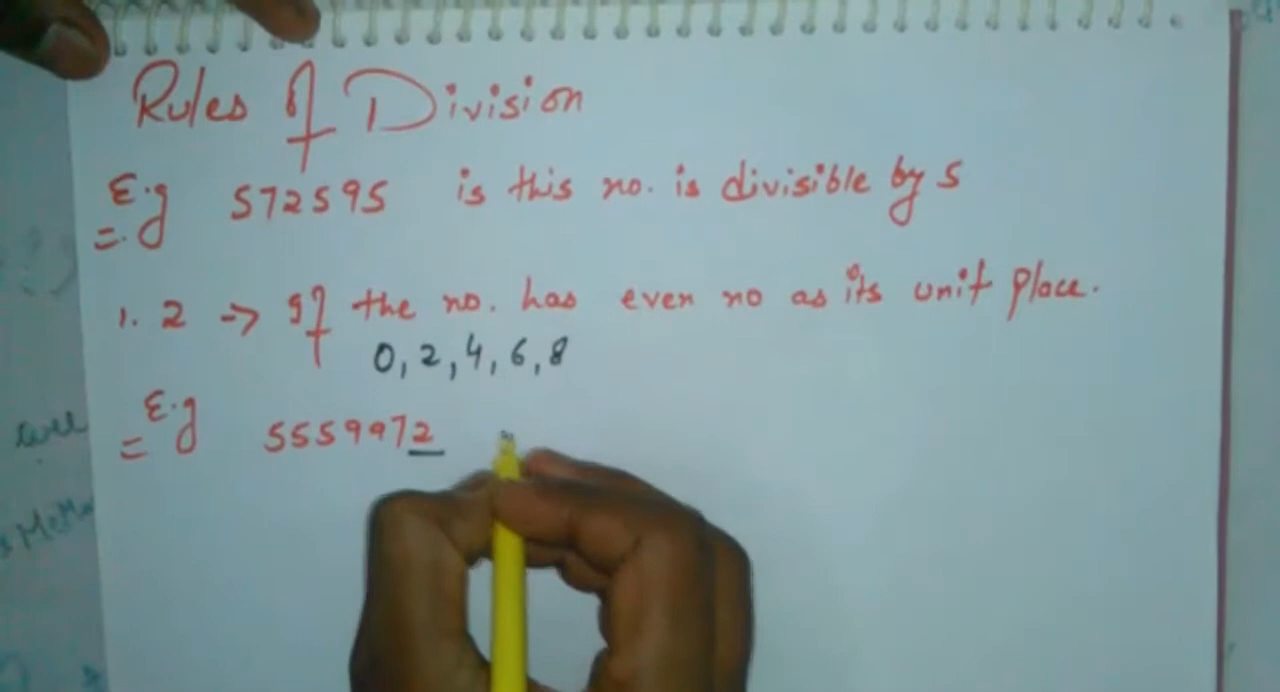 Rules Of Division
E.g 572595 is this no. is divisible by 5
1. 2 -> If the no. has even no as its unit place.
0, 2, 4, 6, 8
E.g 5559972